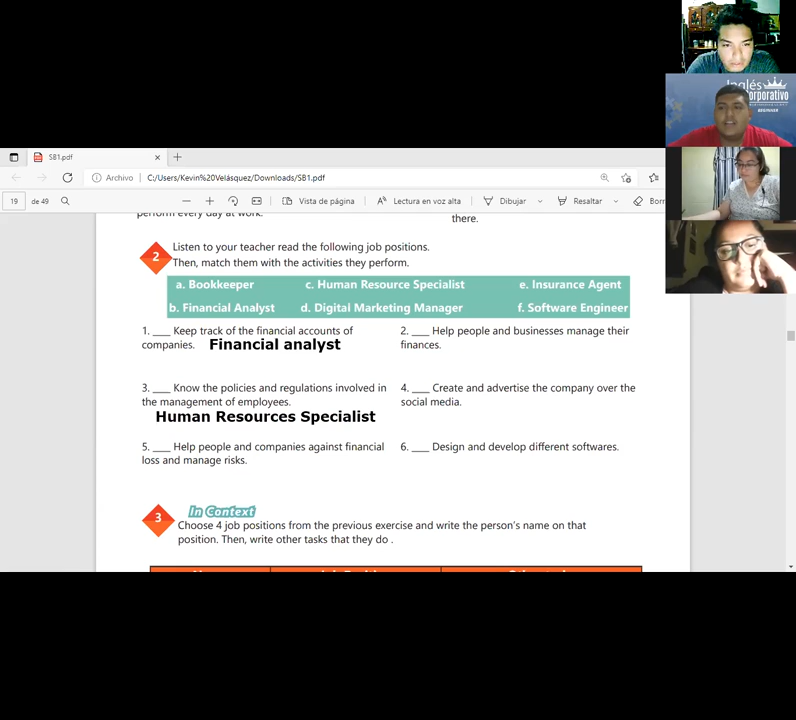 Inglés
corporativo
BEGINNER
SB1.pdf
Archivo
C:/Users/Kevin%20Velásquez/Downloads/SB1.pdf
19 de 49
Vista de página
Lectura en voz alta
Dibujar
Resaltar
Borr
perform every day at work.
there.
2
Listen to your teacher read the following job positions.
Then, match them with the activities they perform.
a. Bookkeeper
c. Human Resource Specialist
e. Insurance Agent
b. Financial Analyst
d. Digital Marketing Manager
f. Software Engineer
1. ___ Keep track of the financial accounts of
companies. Financial analyst
2. ___ Help people and businesses manage their
finances.
3. ___ Know the policies and regulations involved in
the management of employees.
Human Resources Specialist
4. ___ Create and advertise the company over the
social media.
5. ___ Help people and companies against financial
loss and manage risks.
6. ___ Design and develop different softwares.
3
In Context
Choose 4 job positions from the previous exercise and write the person's name on that
position. Then, write other tasks that they do .